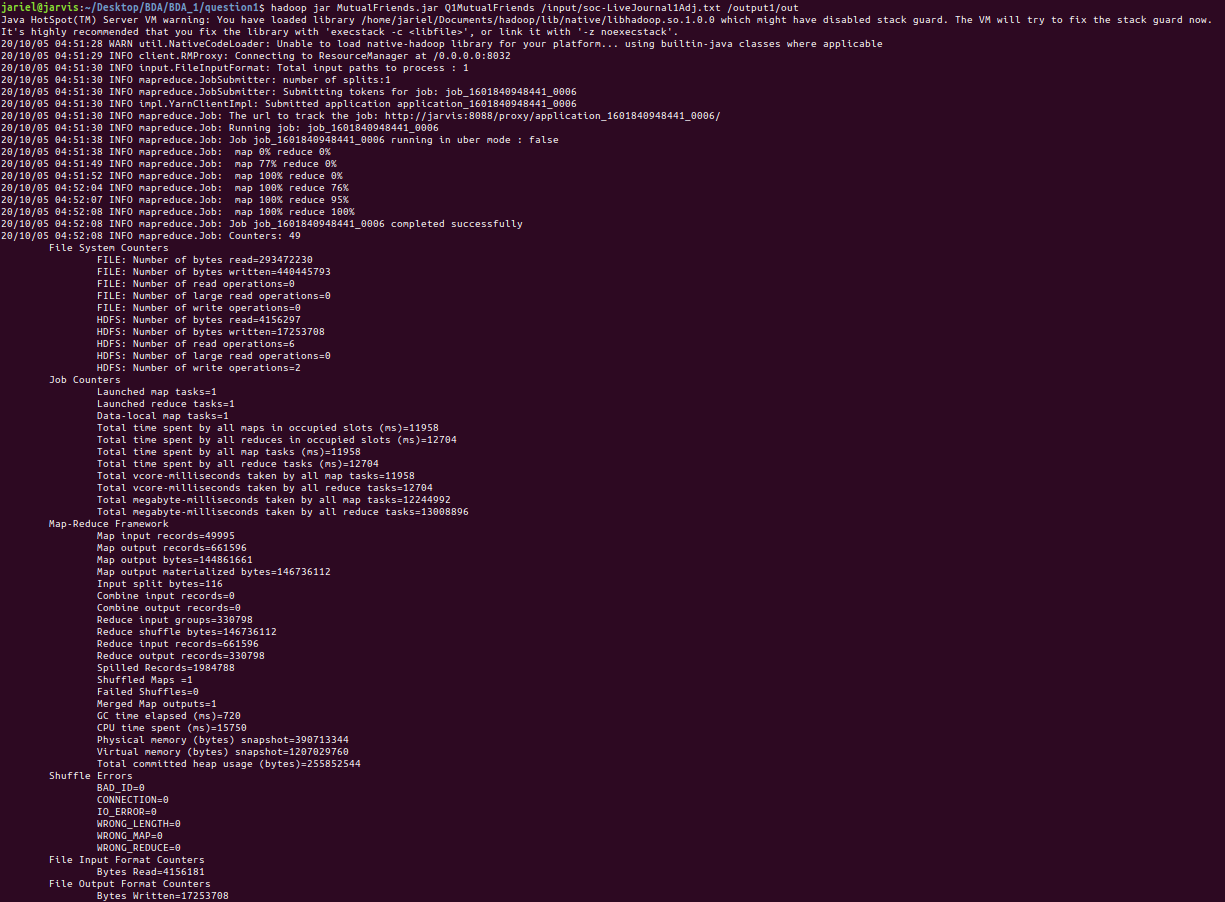 jariel@jarvis:~/Desktop/BDA/BDA_1/question1$ hadoop jar MutualFriends.jar Q1MutualFriends /input/soc-LiveJournal1Adj.txt /output1/out
Java HotSpot(TM) Server VM warning: You have loaded library /home/jariel/Documents/hadoop/lib/native/libhadoop.so.1.0.0 which might have disabled stack guard. The VM will try to fix the stack guard now.
It's highly recommended that you fix the library with 'execstack -c <libfile>', or link it with '-z noexecstack'.
20/10/05 04:51:28 WARN util.NativeCodeLoader: Unable to load native-hadoop library for your platform... using builtin-java classes where applicable
20/10/05 04:51:29 INFO client.RMProxy: Connecting to ResourceManager at /0.0.0.0:8032
20/10/05 04:51:30 INFO input.FileInputFormat: Total input paths to process : 1
20/10/05 04:51:30 INFO mapreduce.JobSubmitter: number of splits:1
20/10/05 04:51:30 INFO mapreduce.JobSubmitter: Submitting tokens for job: job_1601840948441_0006
20/10/05 04:51:30 INFO impl.YarnClientImpl: Submitted application application_1601840948441_0006
20/10/05 04:51:30 INFO mapreduce.Job: The url to track the job: http://jarvis:8088/proxy/application_1601840948441_0006/
20/10/05 04:51:30 INFO mapreduce.Job: Running job: job_1601840948441_0006
20/10/05 04:51:38 INFO mapreduce.Job: Job job_1601840948441_0006 running in uber mode : false
20/10/05 04:51:38 INFO mapreduce.Job:  map 0% reduce 0%
20/10/05 04:51:49 INFO mapreduce.Job:  map 77% reduce 0%
20/10/05 04:51:52 INFO mapreduce.Job:  map 100% reduce 0%
20/10/05 04:52:04 INFO mapreduce.Job:  map 100% reduce 76%
20/10/05 04:52:07 INFO mapreduce.Job:  map 100% reduce 95%
20/10/05 04:52:08 INFO mapreduce.Job:  map 100% reduce 100%
20/10/05 04:52:08 INFO mapreduce.Job: Job job_1601840948441_0006 completed successfully
20/10/05 04:52:08 INFO mapreduce.Job: Counters: 49
File System Counters
FILE: Number of bytes read=293472230
FILE: Number of bytes written=440445793
FILE: Number of read operations=0
FILE: Number of large read operations=0
FILE: Number of write operations=0
HDFS: Number of bytes read=4156297
HDFS: Number of bytes written=17253708
HDFS: Number of read operations=6
HDFS: Number of large read operations=0
HDFS: Number of write operations=2
Job Counters
Launched map tasks=1
Launched reduce tasks=1
Data-local map tasks=1
Total time spent by all maps in occupied slots (ms)=11958
Total time spent by all reduces in occupied slots (ms)=12704
Total time spent by all map tasks (ms)=11958
Total time spent by all reduce tasks (ms)=12704
Total vcore-milliseconds taken by all map tasks=11958
Total vcore-milliseconds taken by all reduce tasks=12704
Total megabyte-milliseconds taken by all map tasks=12244992
Total megabyte-milliseconds taken by all reduce tasks=13008896
Map-Reduce Framework
Map input records=49995
Map output records=661596
Map output bytes=144861661
Map output materialized bytes=146736112
Input split bytes=116
Combine input records=0
Combine output records=0
Reduce input groups=330798
Reduce shuffle bytes=146736112
Reduce input records=661596
Reduce output records=330798
Spilled Records=1984788
Shuffled Maps =1
Failed Shuffles=0
Merged Map outputs=1
GC time elapsed (ms)=720
CPU time spent (ms)=15750
Physical memory (bytes) snapshot=390713344
Virtual memory (bytes) snapshot=1207029760
Total committed heap usage (bytes)=255852544
Shuffle Errors
BAD_ID=0
CONNECTION=0
IO_ERROR=0
WRONG_LENGTH=0
WRONG_MAP=0
WRONG_REDUCE=0
File Input Format Counters
Bytes Read=4156181
File Output Format Counters
Bytes Written=17253708